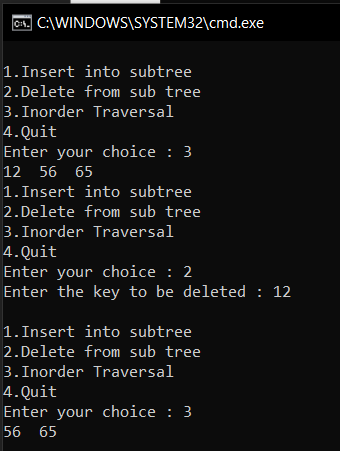 C:\WINDOWS\SYSTEM32\cmd.exe
1.Insert into subtree
2.Delete from sub tree
3.Inorder Traversal
4.Quit
Enter your choice : 3
12  56  65
1.Insert into subtree
2.Delete from sub tree
3.Inorder Traversal
4.Quit
Enter your choice : 2
Enter the key to be deleted : 12
1.Insert into subtree
2.Delete from sub tree
3.Inorder Traversal
4.Quit
Enter your choice : 3
56  65